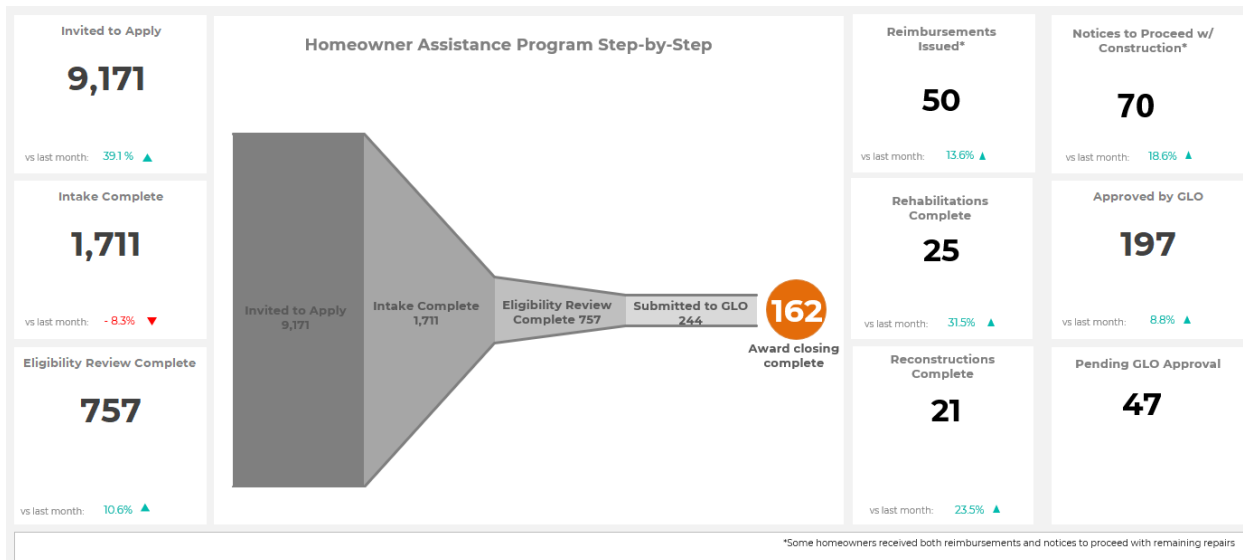 Invited to Apply
9,171
vs last month: 39.1 %
Intake Complete
1,711
vs last month: - 8.3%
Eligibility Review Complete
757
vs last month: 10.6%
Homeowner Assistance Program Step-by-Step
Invited to Apply
9,171
Intake Complete
1,711
Eligibility Review
Complete 757
Submitted to GLO
244
162
Award closing
complete
Reimbursements
Issued*
50
vs last month: 13.6%
Notices to Proceed w/
Construction*
70
vs last month: 18.6%
Rehabilitations
Complete
25
vs last month: 31.5%
Approved by GLO
197
vs last month: 8.8%
Reconstructions
Complete
21
vs last month: 23.5%
Pending GLO Approval
47
*Some homeowners received both reimbursements and notices to proceed with remaining repairs